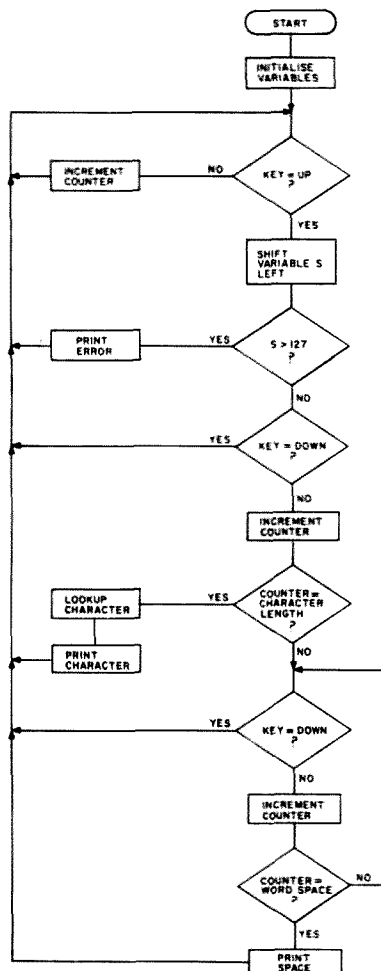 START
INITIALISE
VARIABLES
INCREMENT
COUNTER
NO
KEY = UP
?
YES
SHIFT
VARIABLE S
LEFT
PRINT
ERROR
YES
S > 127
?
NO
YES
KEY = DOWN
?
NO
INCREMENT
COUNTER
LOOKUP
CHARACTER
YES
COUNTER =
CHARACTER
LENGTH
?
PRINT
CHARACTER
NO
YES
KEY = DOWN
?
NO
INCREMENT
COUNTER
COUNTER =
WORD SPACE
?
NO
YES
PRINT
SPACE